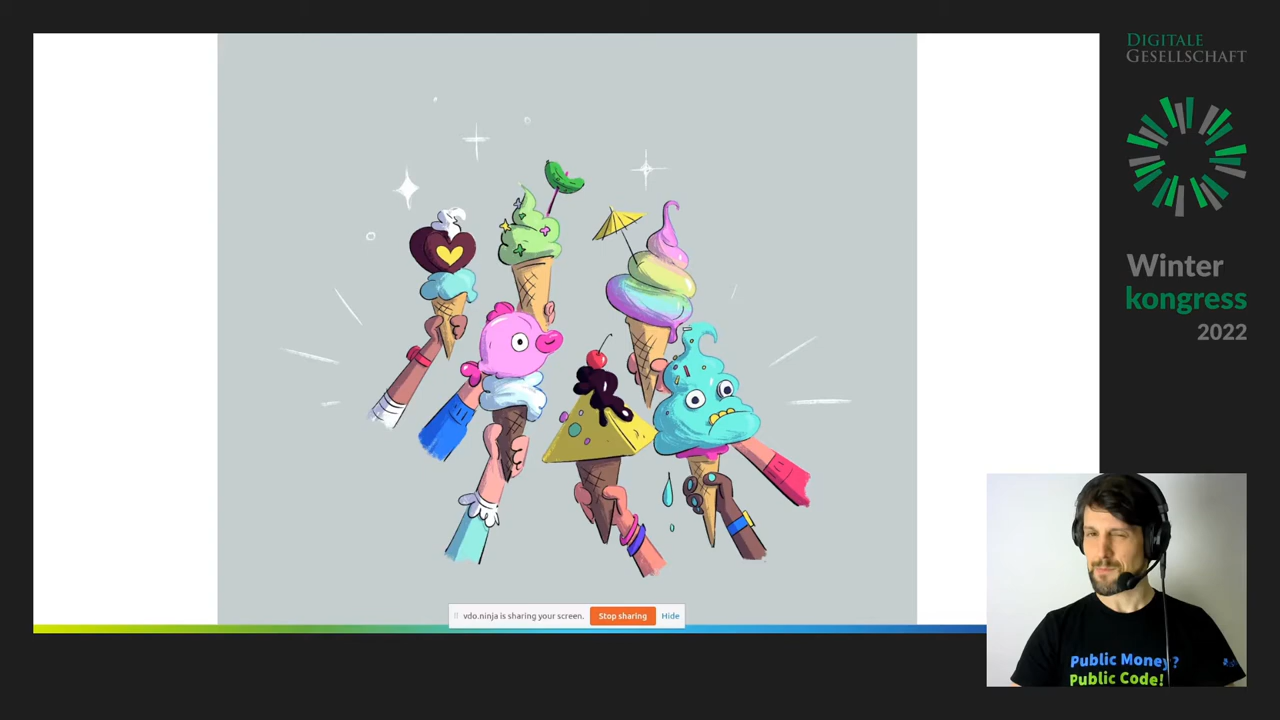 DIGITALE
GESELLSCHAFT
Winter
kongress
2022
vdo.ninja is sharing your screen.
Stop sharing
Hide
Public Money?
Public Code!